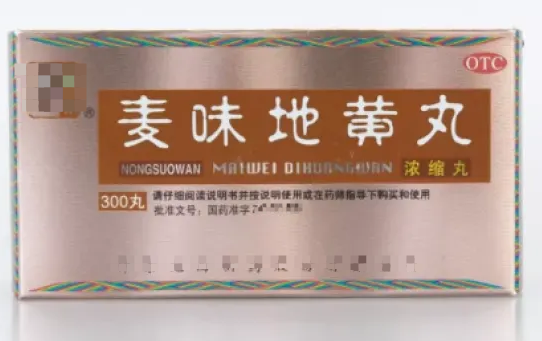 OTC
®
麦味地黄丸
NONGSUOWAN MAIWEI DIHUANGWAN 浓缩丸
300丸 请仔细阅读说明书并按说明使用或在药师指导下购买和使用
批准文号：国药准字Z